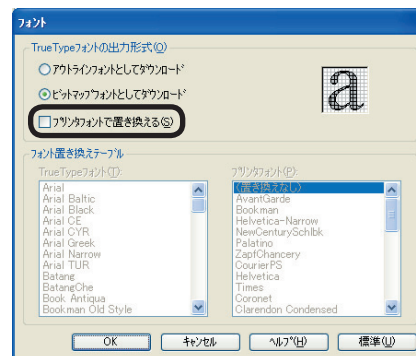 フォント
TrueTypeフォントの出力形式(O)
アウトラインフォントとしてダウンロード
ビットマップフォントとしてダウンロード
プリンタフォントで置き換える(S)
a
フォント置き換えテーブル
TrueTypeフォント(T):
Arial
Arial Baltic
Arial Black
Arial CE
Arial CYR
Arial Greek
Arial Narrow
Arial TUR
Batang
BatangChe
Book Antiqua
Bookman Old Style
プリンタフォント(P):
(置き換えなし)
AvantGarde
Bookman
Helvetica-Narrow
NewCenturySchlbk
Palatino
ZapfChancery
CourierPS
Helvetica
Times
Coronet
Clarendon Condensed
OK
キャンセル
ヘルプ(H)
標準(U)